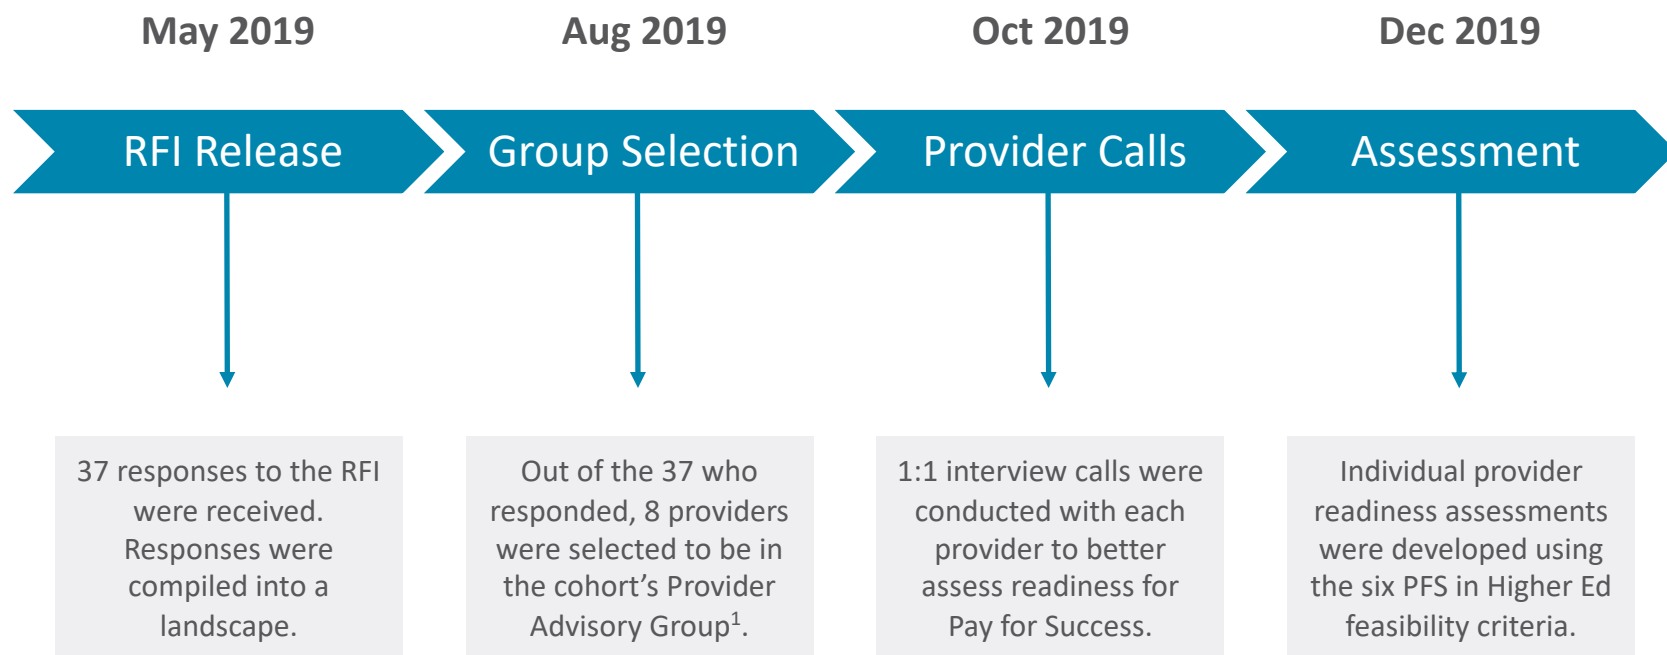 May 2019
Aug 2019
Oct 2019
Dec 2019
RFI Release
Group Selection
Provider Calls
Assessment
37 responses to the RFI
were received.
Responses were
compiled into a
landscape.
Out of the 37 who
responded, 8 providers
were selected to be in
the cohort’s Provider
Advisory Group¹.
1:1 interview calls were
conducted with each
provider to better
assess readiness for
Pay for Success.
Individual provider
readiness assessments
were developed using
the six PFS in Higher Ed
feasibility criteria.